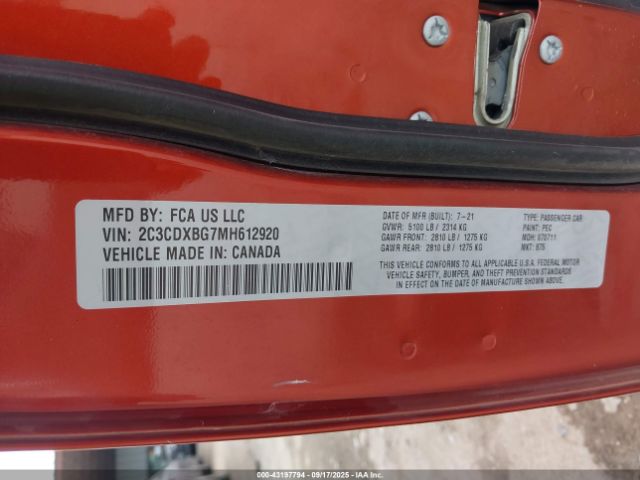 MFD BY: FCA US LLC
VIN: 2C3CDXBG7MH612920
VEHICLE MADE IN: CANADA
DATE OF MFR (BUILT): 7-21
GVWR: 5100 LB / 2314 KG
GAWR FRONT: 2810 LB / 1275 KG
GAWR REAR: 2810 LB / 1275 KG
TYPE: PASSENGER CAR
PAINT: PEC
MDH: 070711
MKT: 875
THIS VEHICLE CONFORMS TO ALL APPLICABLE U.S.A. FEDERAL MOTOR
VEHICLE SAFETY, BUMPER, AND THEFT PREVENTION STANDARDS
IN EFFECT ON THE DATE OF MANUFACTURE SHOWN ABOVE.
IAA - 43197794 - 09/17/2025 - IAAI.COM